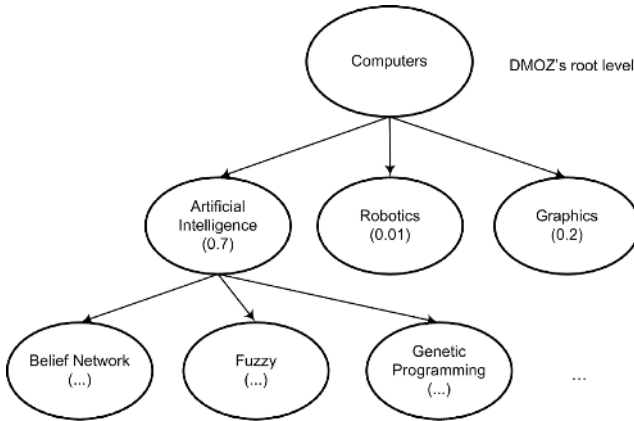 Computers
DMOZ's root level
Artificial
Intelligence
(0.7)
Robotics
(0.01)
Graphics
(0.2)
Belief Network
(...)
Fuzzy
(...)
Genetic
Programming
(...)
...